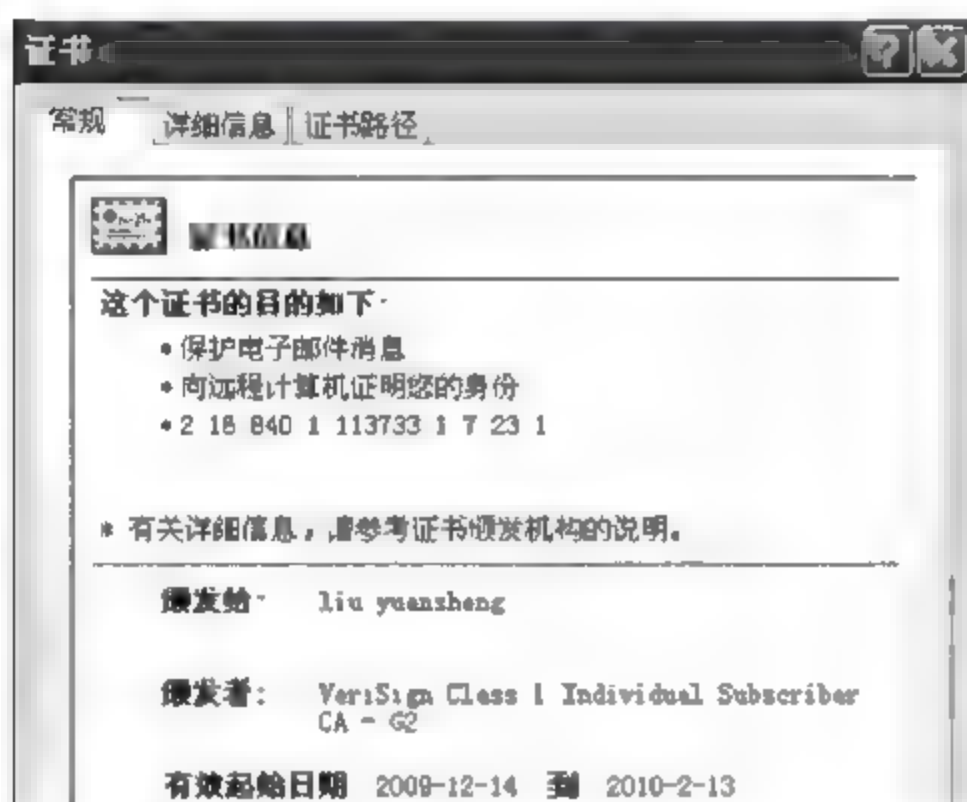 证书
常规 详细信息 证书路径
证书信息
这个证书的目的如下:
•保护电子邮件消息
•向远程计算机证明您的身份
•2 16 840 1 113733 1 7 23 1
* 有关详细信息,请参考证书颁发机构的说明。
颁发给: liu yuansheng
颁发者: VeriSign Class 1 Individual Subscriber
CA - G2
有效起始日期 2009-12-14 到 2010-2-13